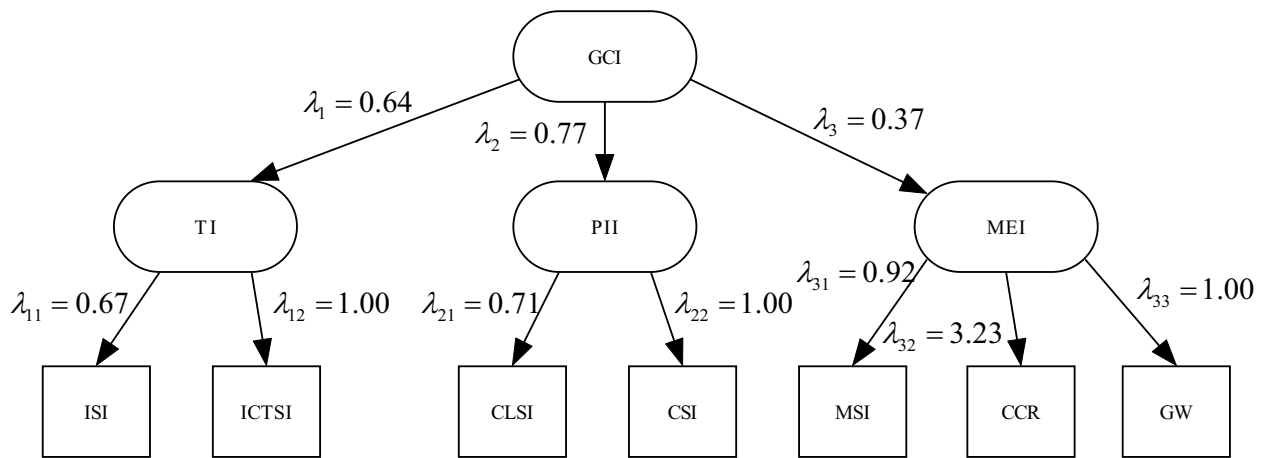 GCI
λ₁ = 0.64
λ₂ = 0.77
λ₃ = 0.37
TI
PII
MEI
λ₁₁ = 0.67
λ₁₂ = 1.00
λ₂₁ = 0.71
λ₂₂ = 1.00
λ₃₁ = 0.92
λ₃₂ = 3.23
λ₃₃ = 1.00
ISI
ICTSI
CLSI
CSI
MSI
CCR
GW